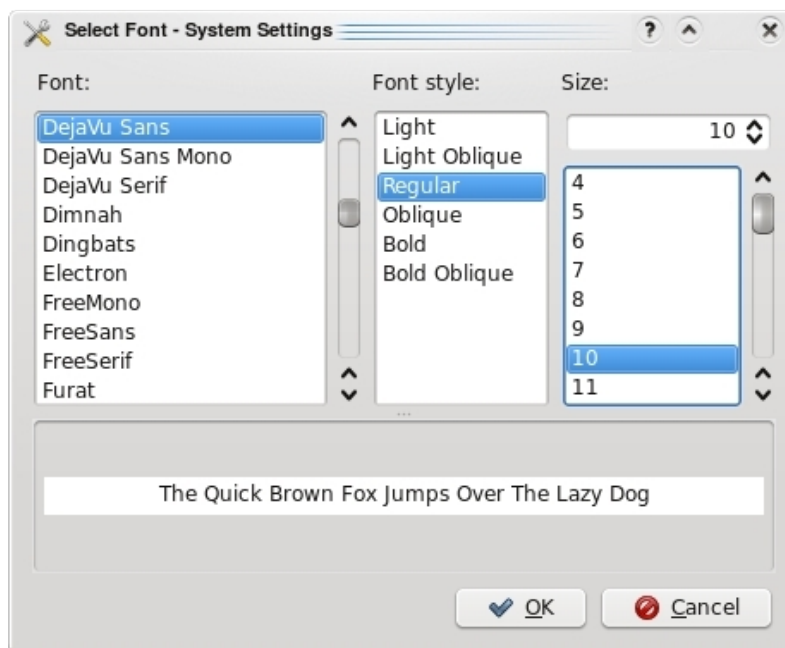 Select Font - System Settings
Font:
Font style:
Size:
DejaVu Sans
DejaVu Sans Mono
DejaVu Serif
Dimnah
Dingbats
Electron
FreeMono
FreeSans
FreeSerif
Furat
Light
Light Oblique
Regular
Oblique
Bold
Bold Oblique
10
4
5
6
7
8
9
10
11
The Quick Brown Fox Jumps Over The Lazy Dog
OK
Cancel